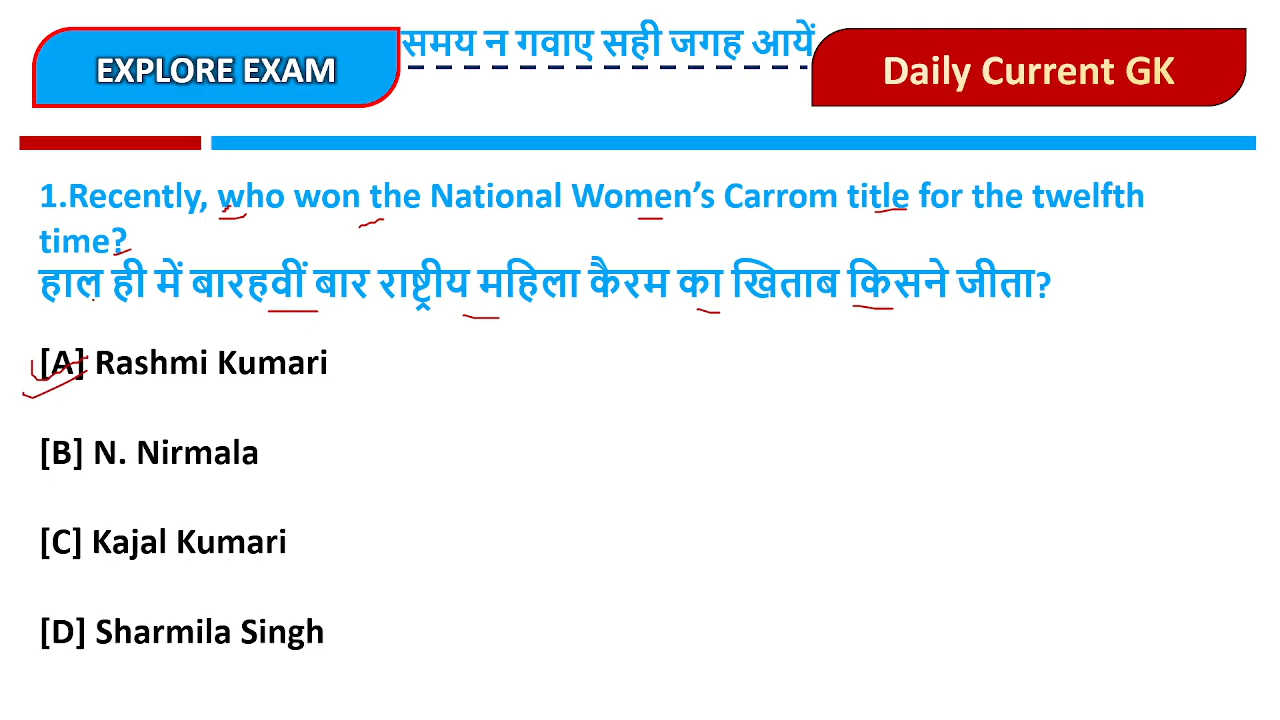 समय न गवाए सही जगह आयें
EXPLORE EXAM
Daily Current GK
1.Recently, who won the National Women’s Carrom title for the twelfth
time?
हाल ही में बारहवीं बार राष्ट्रीय महिला कैरम का खिताब किसने जीता?
[A] Rashmi Kumari
[B] N. Nirmala
[C] Kajal Kumari
[D] Sharmila Singh